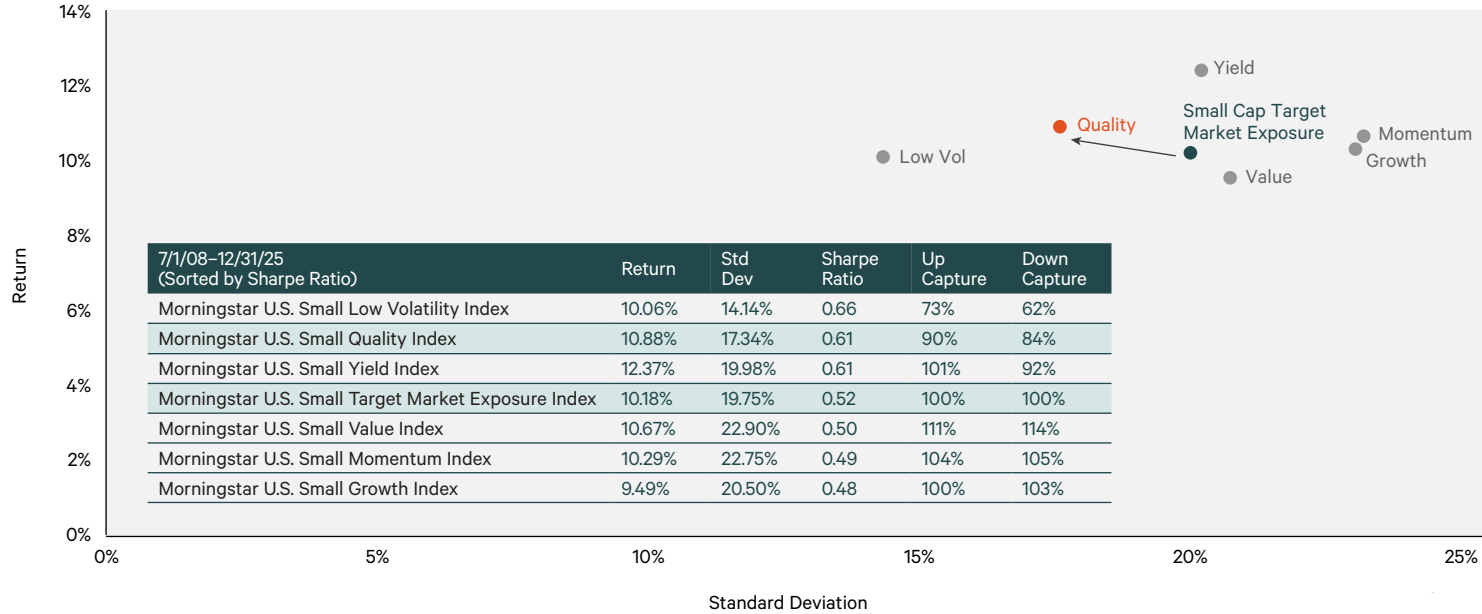 14%
12%
10%
8%
6%
4%
2%
0%
Return
Yield
Small Cap Target
Market Exposure
Quality
Momentum
Growth
Low Vol
Value
7/1/08–12/31/25
(Sorted by Sharpe Ratio) Return Std Dev Sharpe Ratio Up Capture Down Capture
Morningstar U.S. Small Low Volatility Index 10.06% 14.14% 0.66 73% 62%
Morningstar U.S. Small Quality Index 10.88% 17.34% 0.61 90% 84%
Morningstar U.S. Small Yield Index 12.37% 19.98% 0.61 101% 92%
Morningstar U.S. Small Target Market Exposure Index 10.18% 19.75% 0.52 100% 100%
Morningstar U.S. Small Value Index 10.67% 22.90% 0.50 111% 114%
Morningstar U.S. Small Momentum Index 10.29% 22.75% 0.49 104% 105%
Morningstar U.S. Small Growth Index 9.49% 20.50% 0.48 100% 103%
0% 5% 10% 15% 20% 25%
Standard Deviation